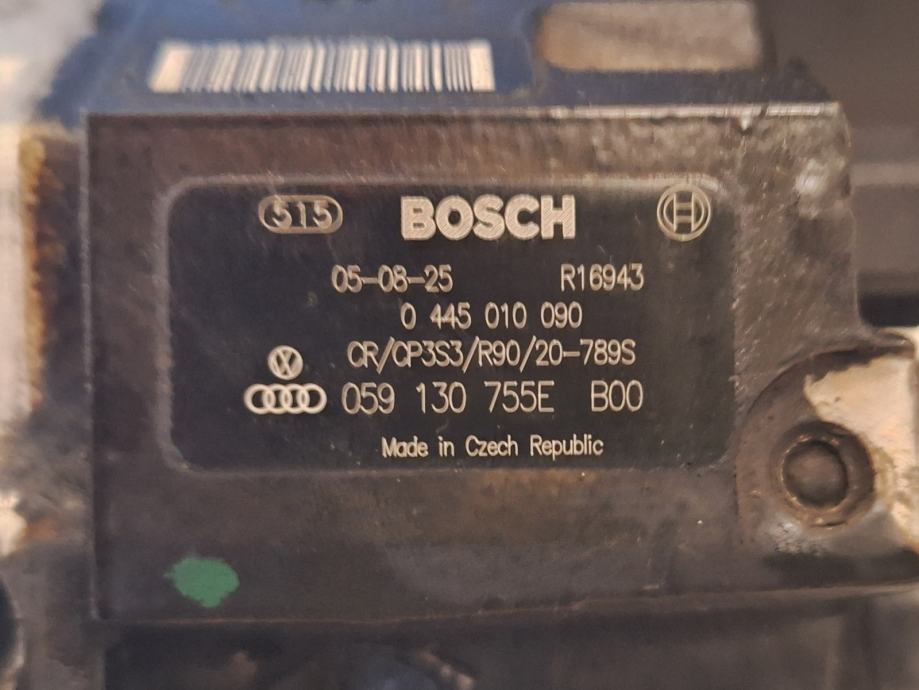 515 BOSCH
05-08-25 R16943
0 445 010 090
CR/CP3S3/R90/20-789S
059 130 755E B00
Made in Czech Republic